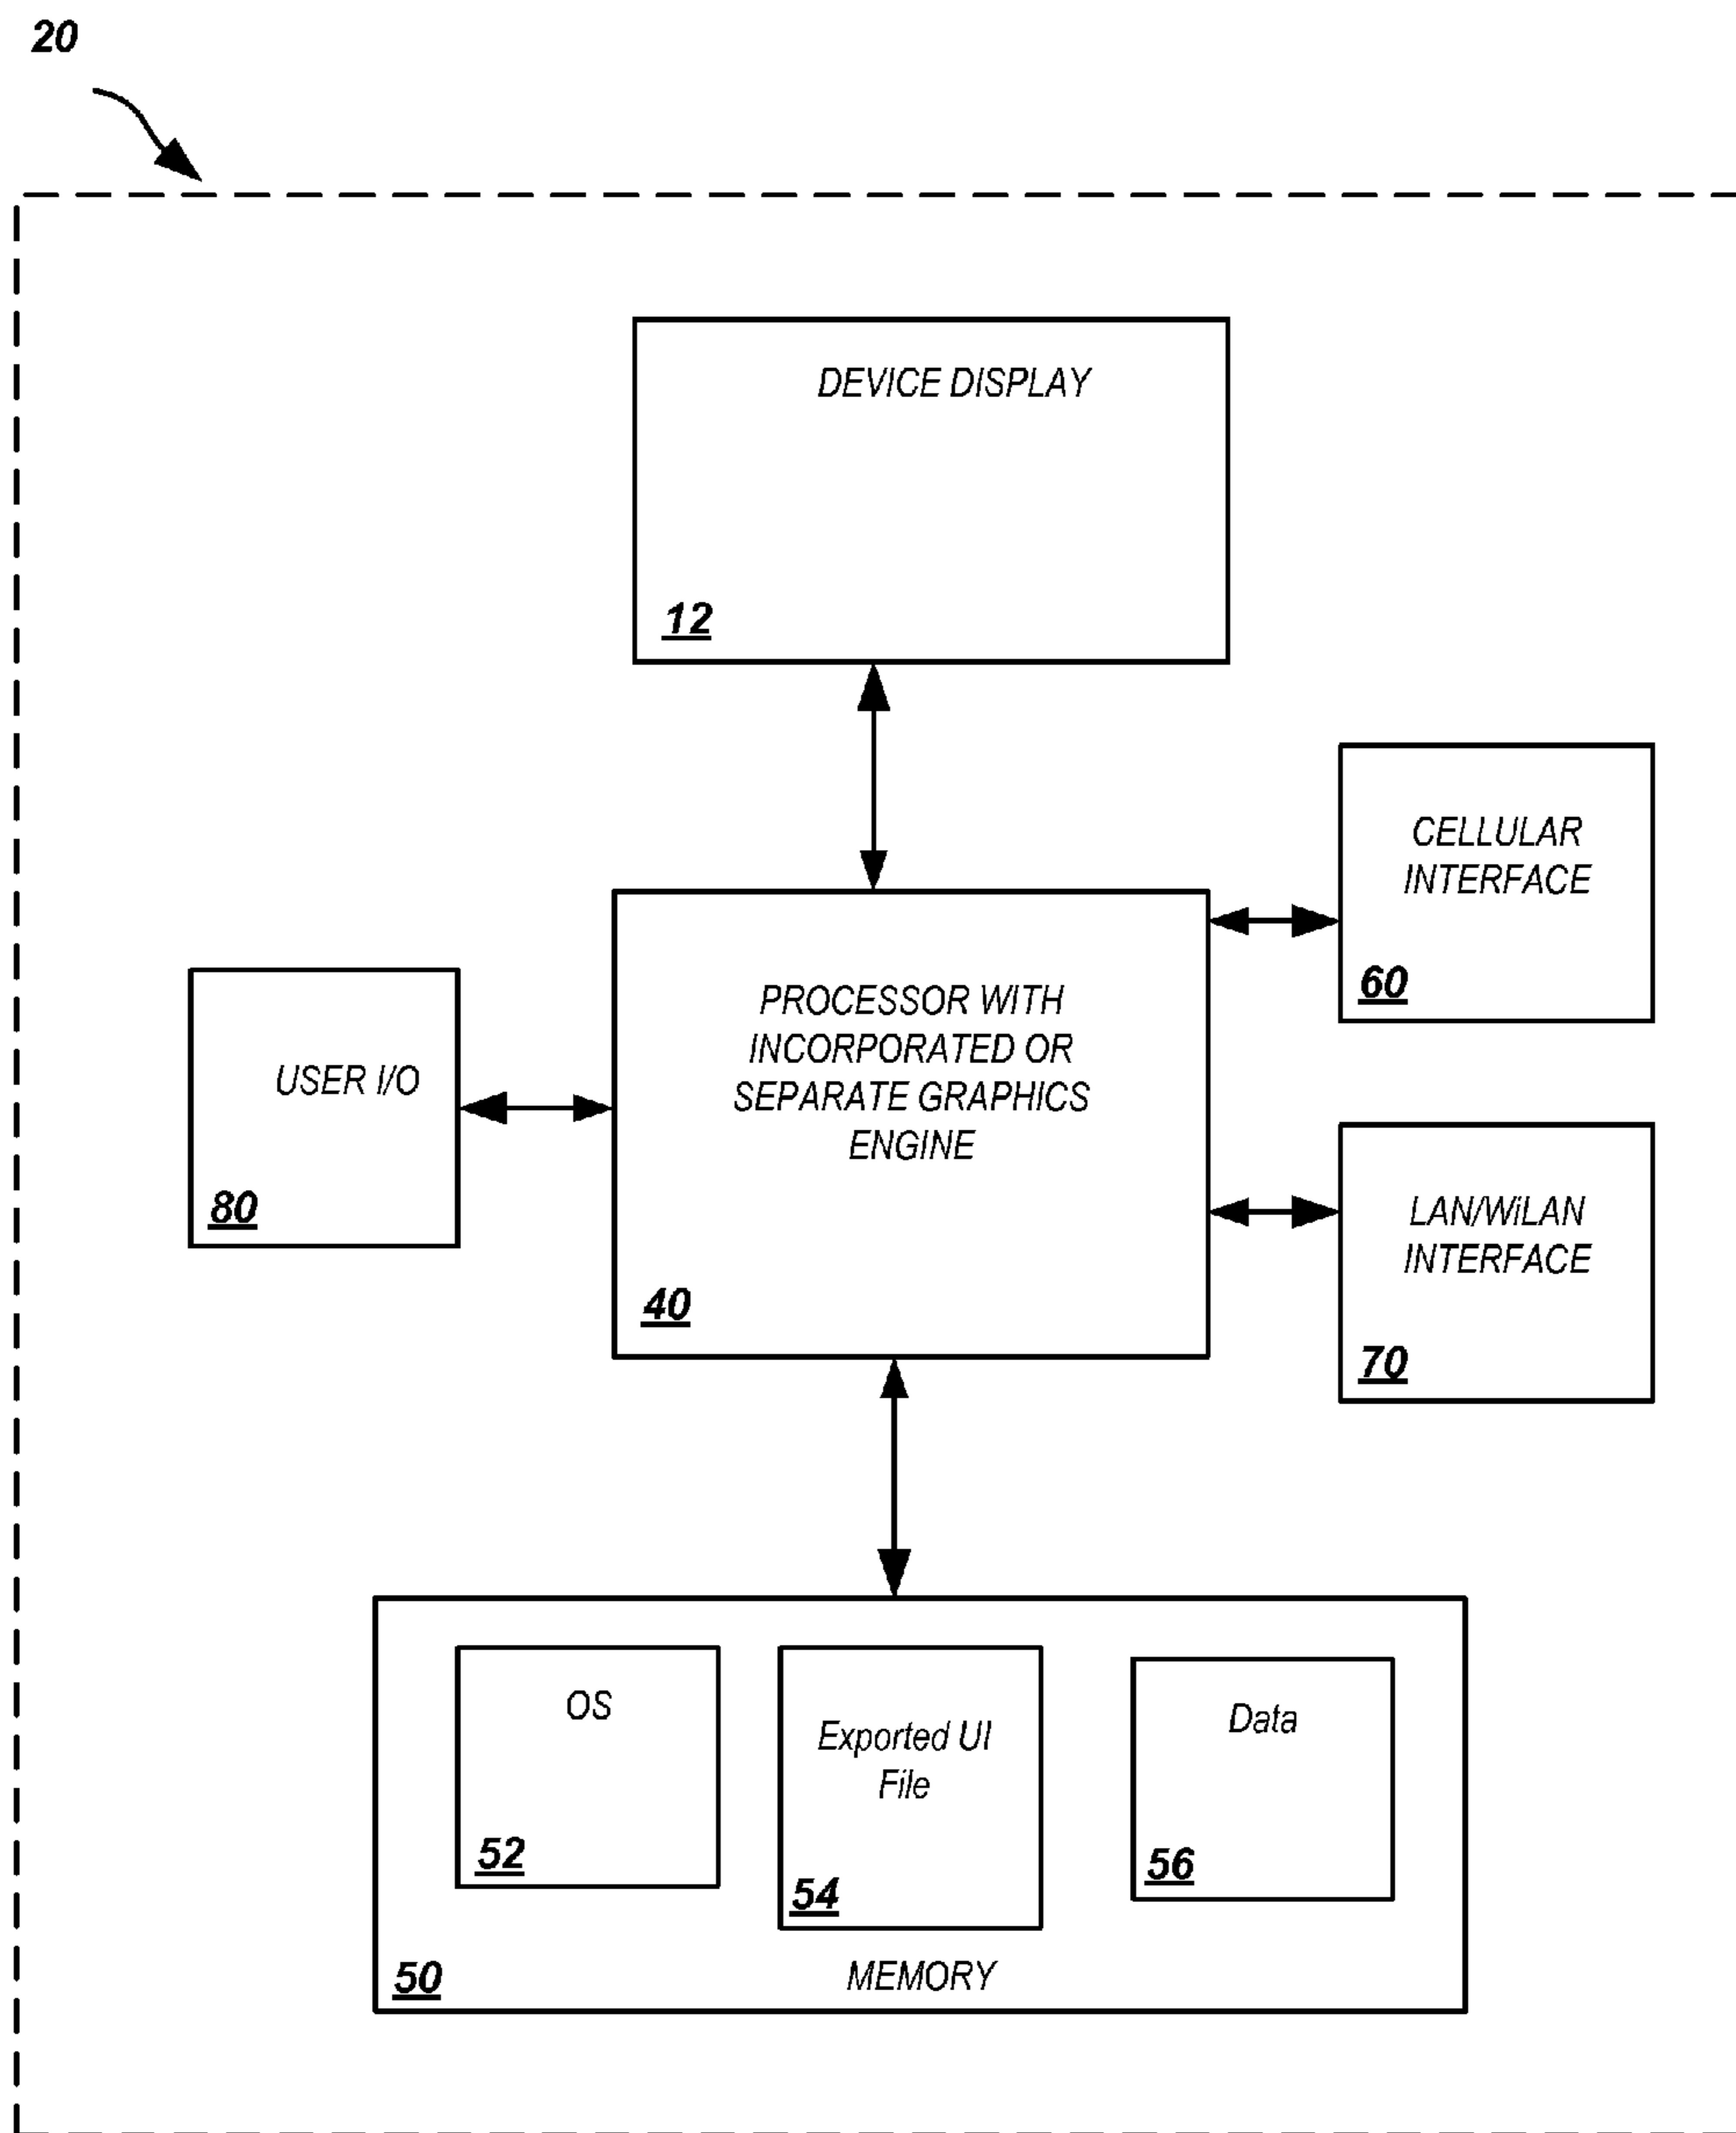 20
DEVICE DISPLAY
12
CELLULAR
INTERFACE
60
PROCESSOR WITH
INCORPORATED OR
SEPARATE GRAPHICS
ENGINE
40
USER I/O
80
LAN/WiLAN
INTERFACE
70
OS
52
Exported UI
File
54
Data
56
50
MEMORY